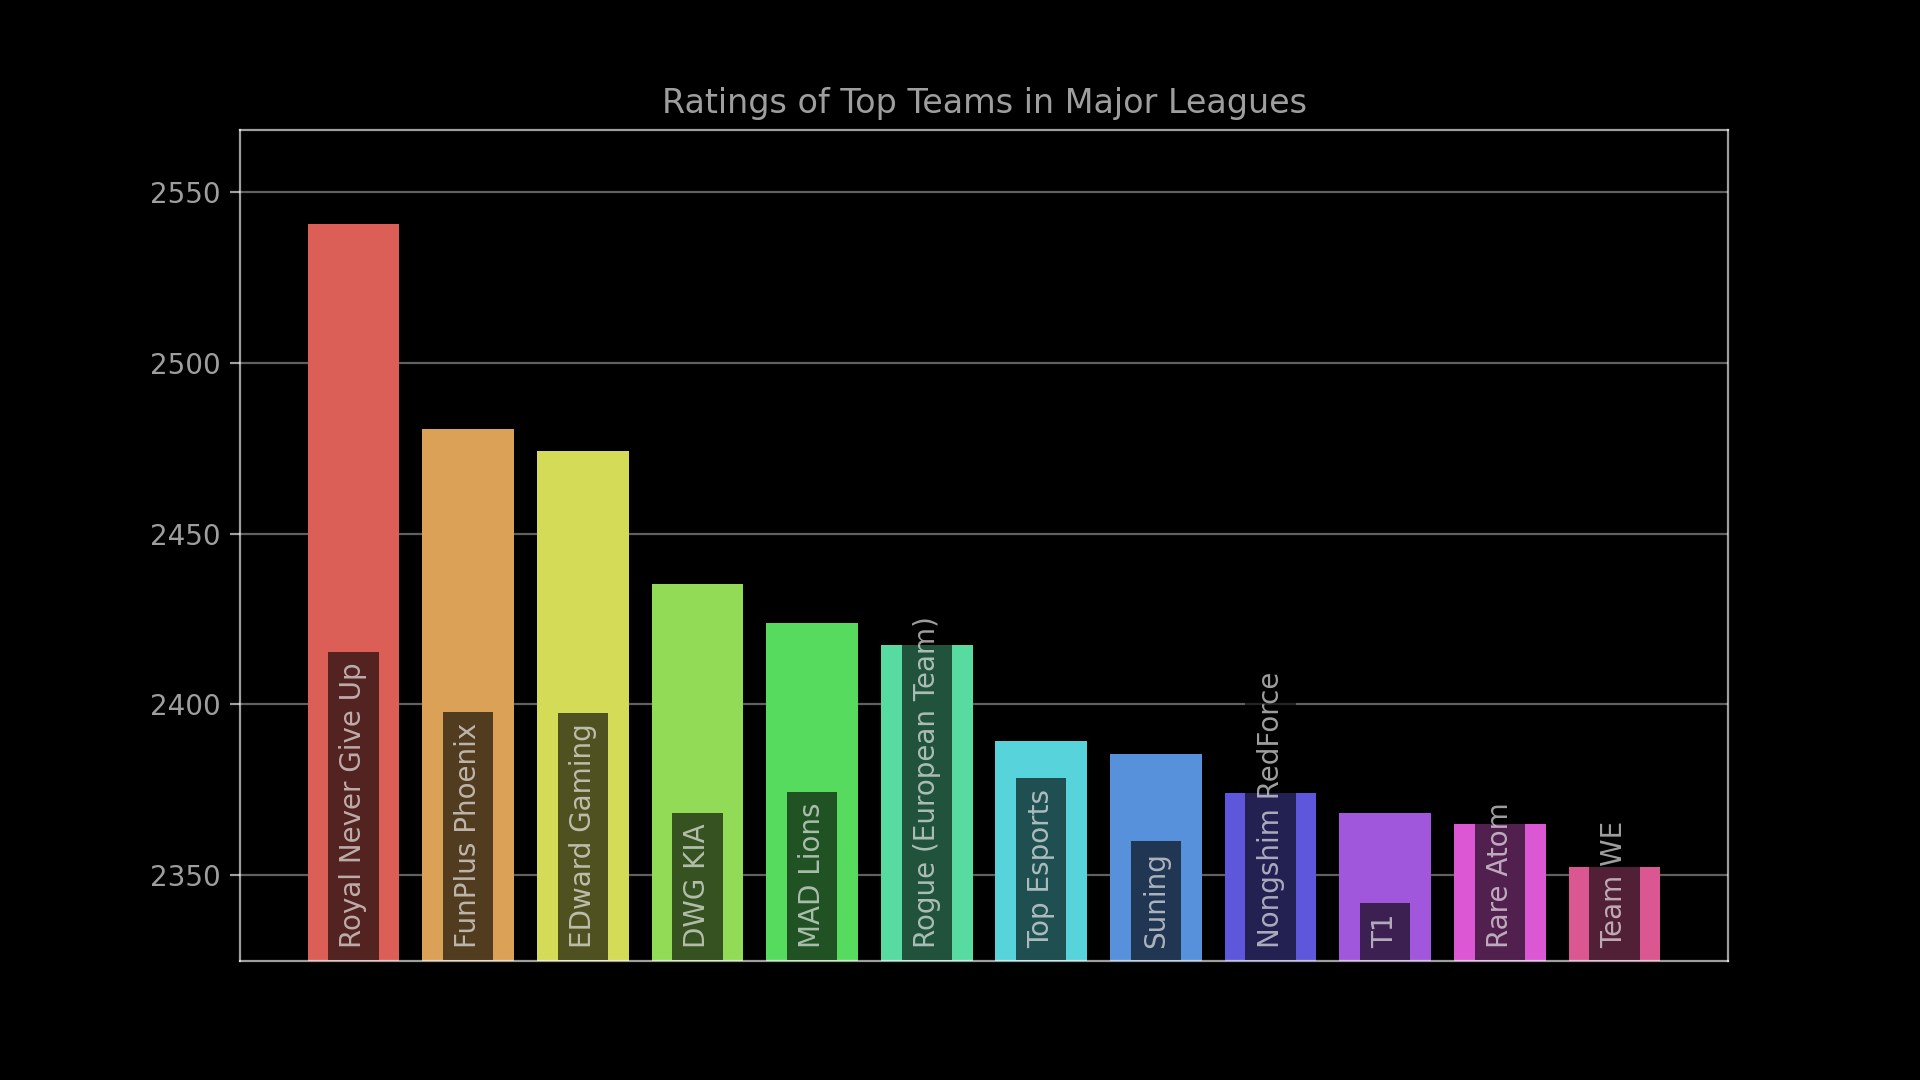 Ratings of Top Teams in Major Leagues
2550
2500
2450
2400
2350
Royal Never Give Up
FunPlus Phoenix
EDward Gaming
DWG KIA
MAD Lions
Rogue (European Team)
Top Esports
Suning
Nongshim RedForce
T1
Rare Atom
Team WE